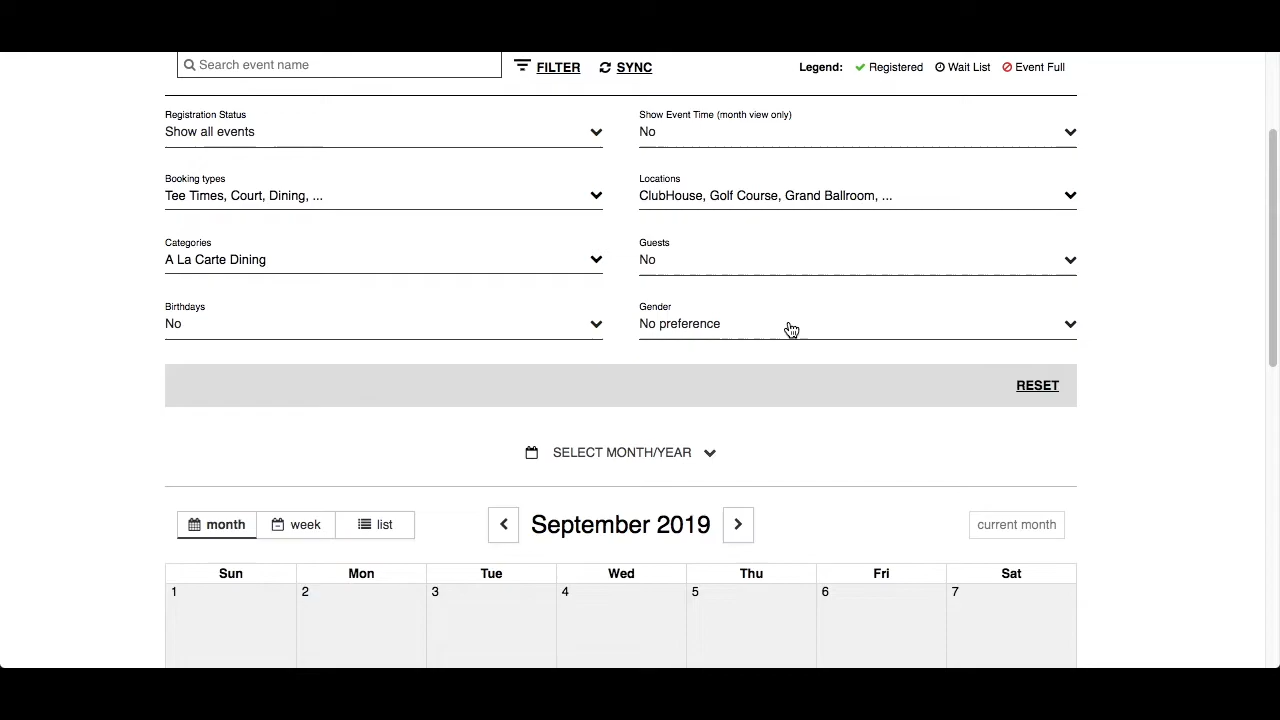 Search event name FILTER SYNC Legend: Registered Wait List Event Full
Registration Status
Show all events
Show Event Time (month view only)
No
Booking types
Tee Times, Court, Dining, ...
Locations
ClubHouse, Golf Course, Grand Ballroom, ...
Categories
A La Carte Dining
Guests
No
Birthdays
No
Gender
No preference
RESET
SELECT MONTH/YEAR
month week list September 2019 current month
Sun Mon Tue Wed Thu Fri Sat
1 2 3 4 5 6 7